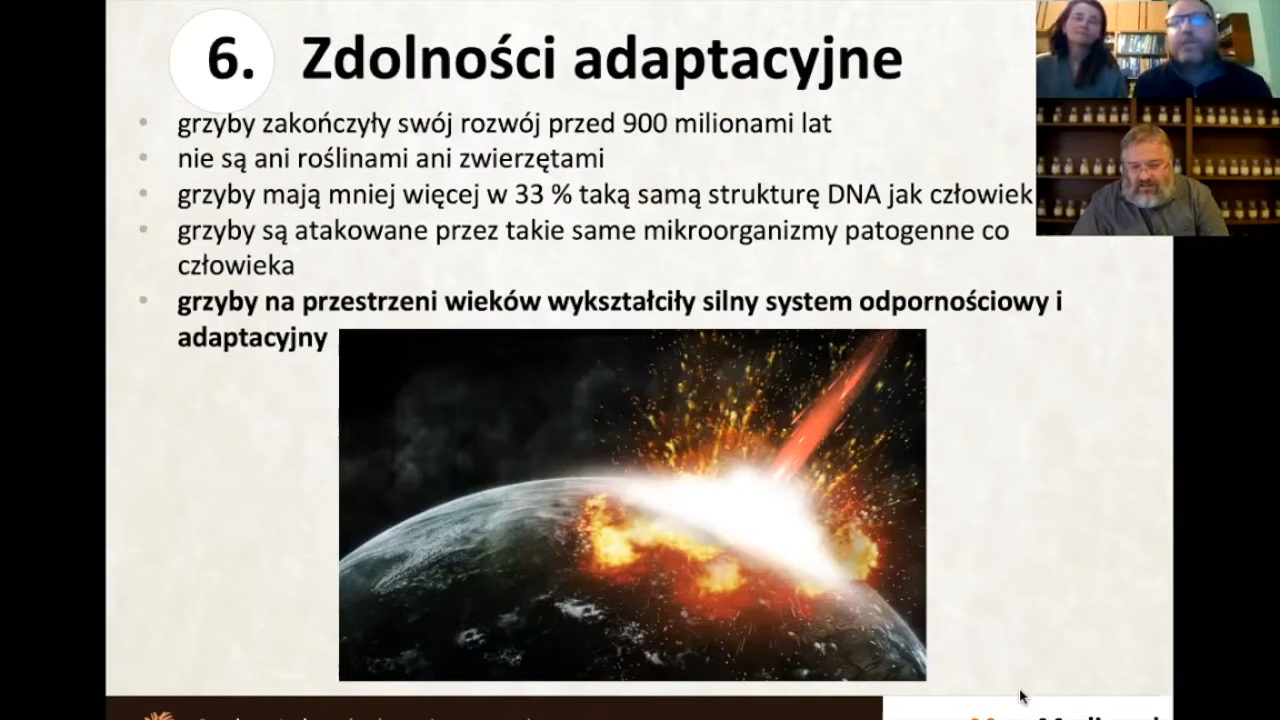 6. Zdolności adaptacyjne
grzyby zakończyły swój rozwój przed 900 milionami lat
nie są ani roślinami ani zwierzętami
grzyby mają mniej więcej w 33 % taką samą strukturę DNA jak człowiek
grzyby są atakowane przez takie same mikroorganizmy patogenne co
człowieka
grzyby na przestrzeni wieków wykształciły silny system odpornościowy i
adaptacyjny